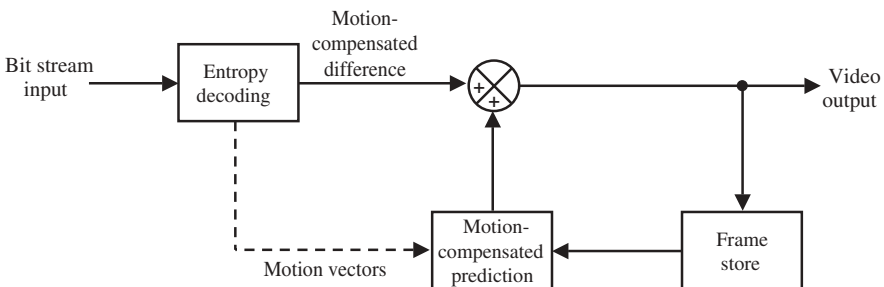 Motion-
compensated
difference
Bit stream
input
Entropy
decoding
+
+
Video
output
Motion vectors
Motion-
compensated
prediction
Frame
store